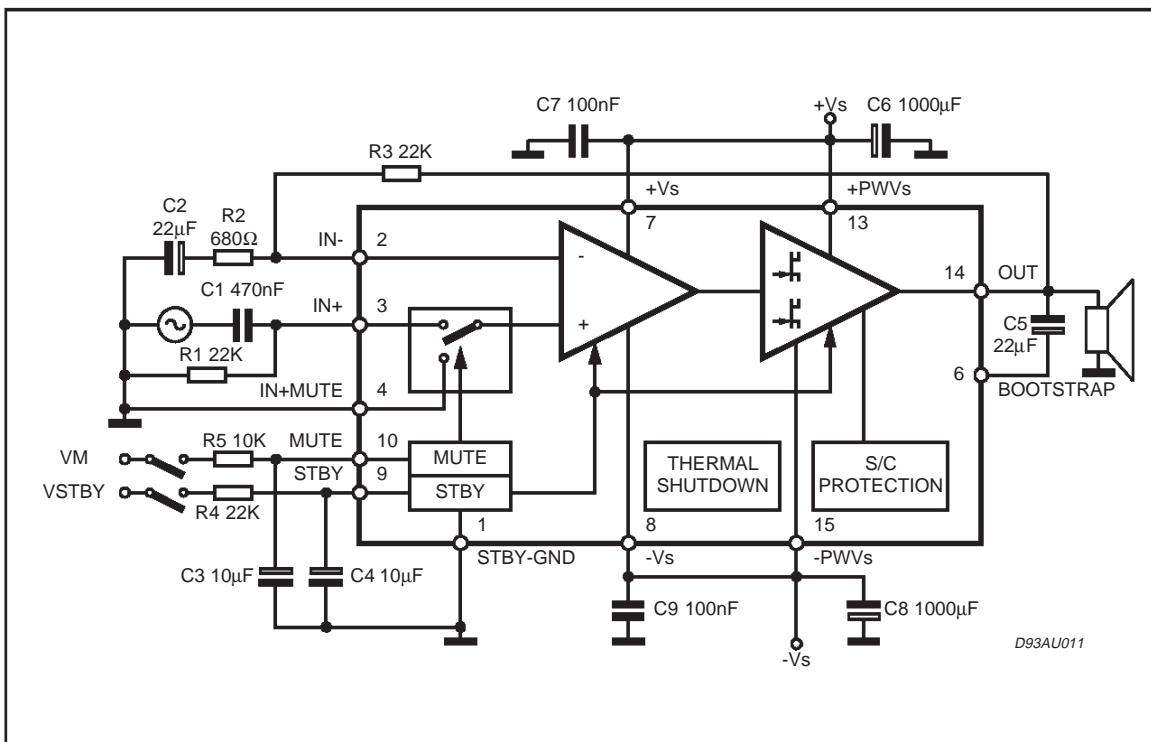 C7 100nF
+Vs
C6 1000µF
R3 22K
+Vs
+PWVs
C2
22µF
R2
680Ω
IN-
2
7
13
-
14
OUT
C1 470nF
IN+
3
+
C5
22µF
R1 22K
IN+MUTE
4
6
BOOTSTRAP
VM
R5 10K
MUTE
10
MUTE
THERMAL
SHUTDOWN
S/C
PROTECTION
VSTBY
R4 22K
STBY
9
STBY
1
8
15
STBY-GND
-Vs
-PWVs
C3 10µF
C4 10µF
C9 100nF
C8 1000µF
-Vs
D93AU011